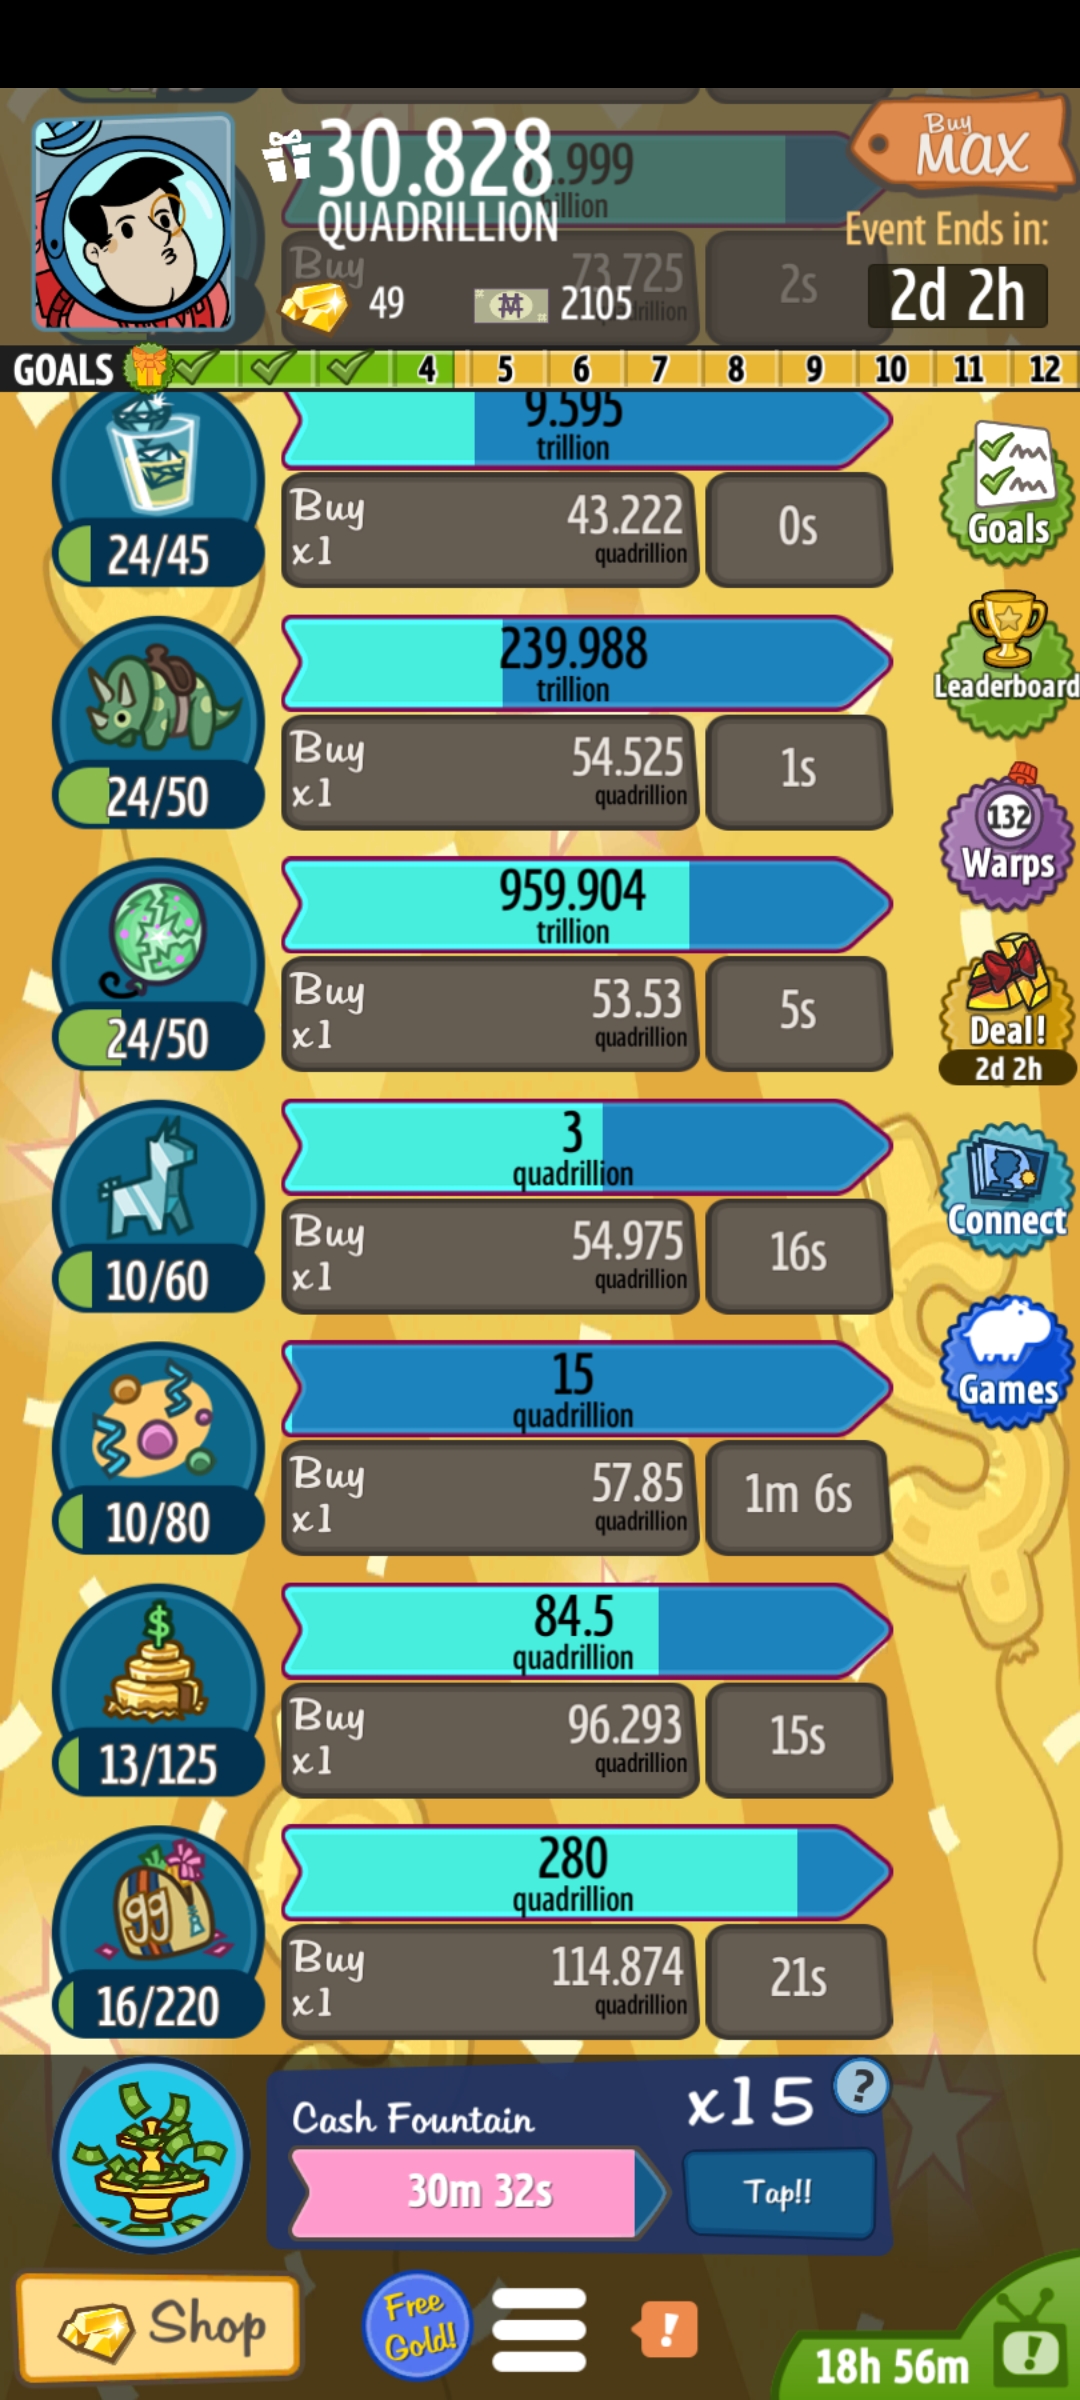 30.828
QUADRILLION
.999
illion
Buy
MAX
Event Ends in:
2d 2h
Buy
73.725
2s
49
2105
GOALS 4 5 6 7 8 9 10 11 12
9.595
trillion
24/45
Buy
x1
43.222
quadrillion
0s
Goals
239.988
trillion
24/50
Buy
x1
54.525
quadrillion
1s
Leaderboard
959.904
trillion
24/50
Buy
x1
53.53
quadrillion
5s
132
Warps
Deal!
2d 2h
3
quadrillion
10/60
Buy
x1
54.975
quadrillion
16s
Connect
15
quadrillion
10/80
Buy
x1
57.85
quadrillion
1m 6s
Games
$
84.5
quadrillion
13/125
Buy
x1
96.293
quadrillion
15s
99
280
quadrillion
16/220
Buy
x1
114.874
quadrillion
21s
Cash Fountain
x15
?
30m 32s
Tap!!
Shop
Free
Gold!
!
18h 56m
!